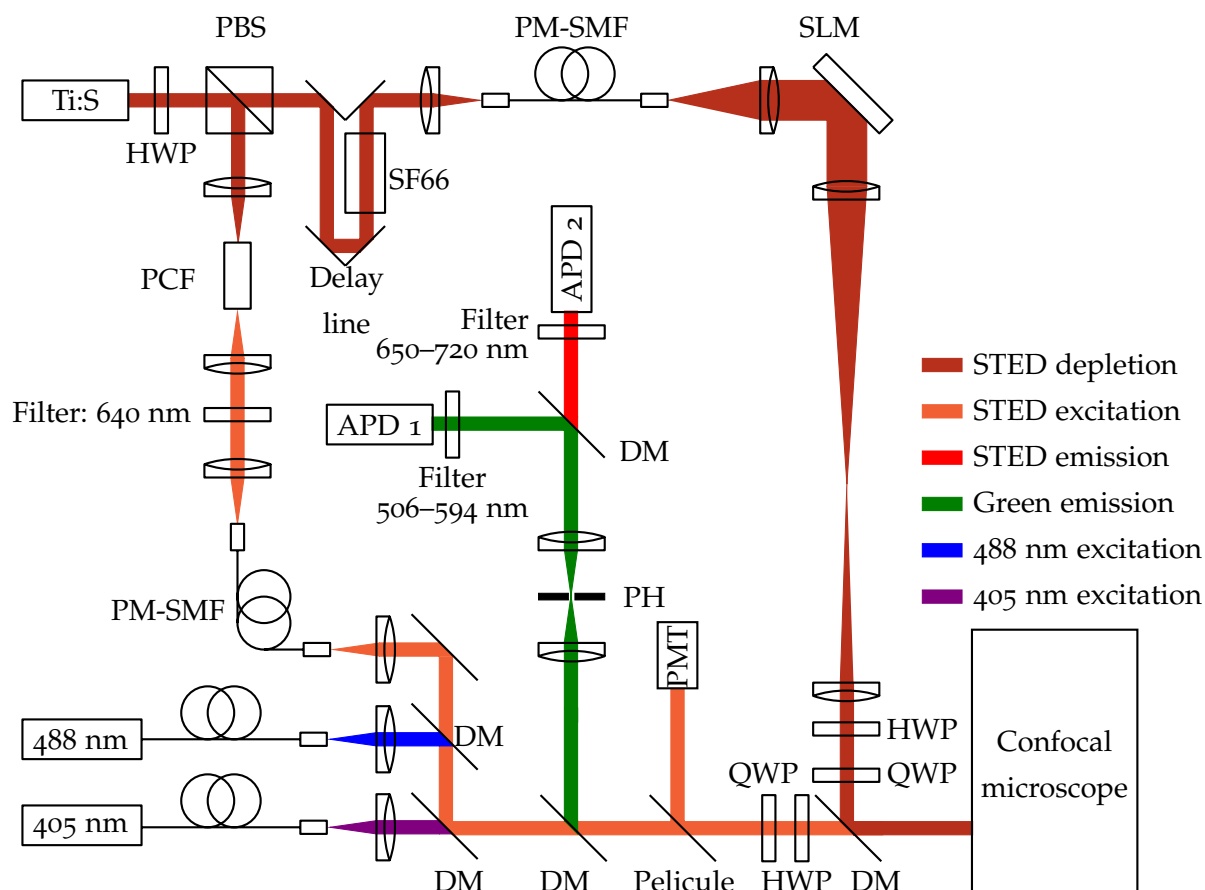 PBS
PM-SMF
SLM
Ti:S
HWP
SF66
PCF
Delay
line
APD 2
Filter
650–720 nm
STED depletion
Filter: 640 nm
APD 1
STED excitation
DM
STED emission
Filter
506–594 nm
Green emission
488 nm excitation
PM-SMF
PH
405 nm excitation
PMT
488 nm
DM
HWP
Confocal
microscope
QWP
QWP
405 nm
DM
DM
Pelicule
HWP
DM